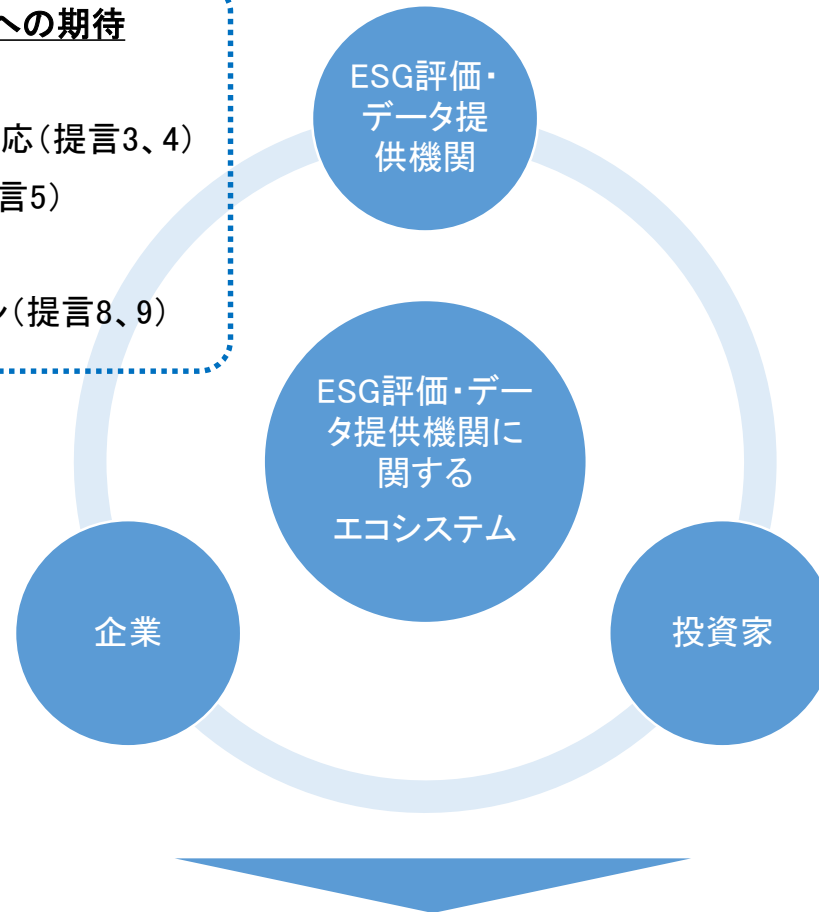 への期待
応（提言3、4）
言5）
ン（提言8、9）
ESG評価・
データ提
供機関
ESG評価・デー
タ提供機関に
関する
エコシステム
企業
投資家